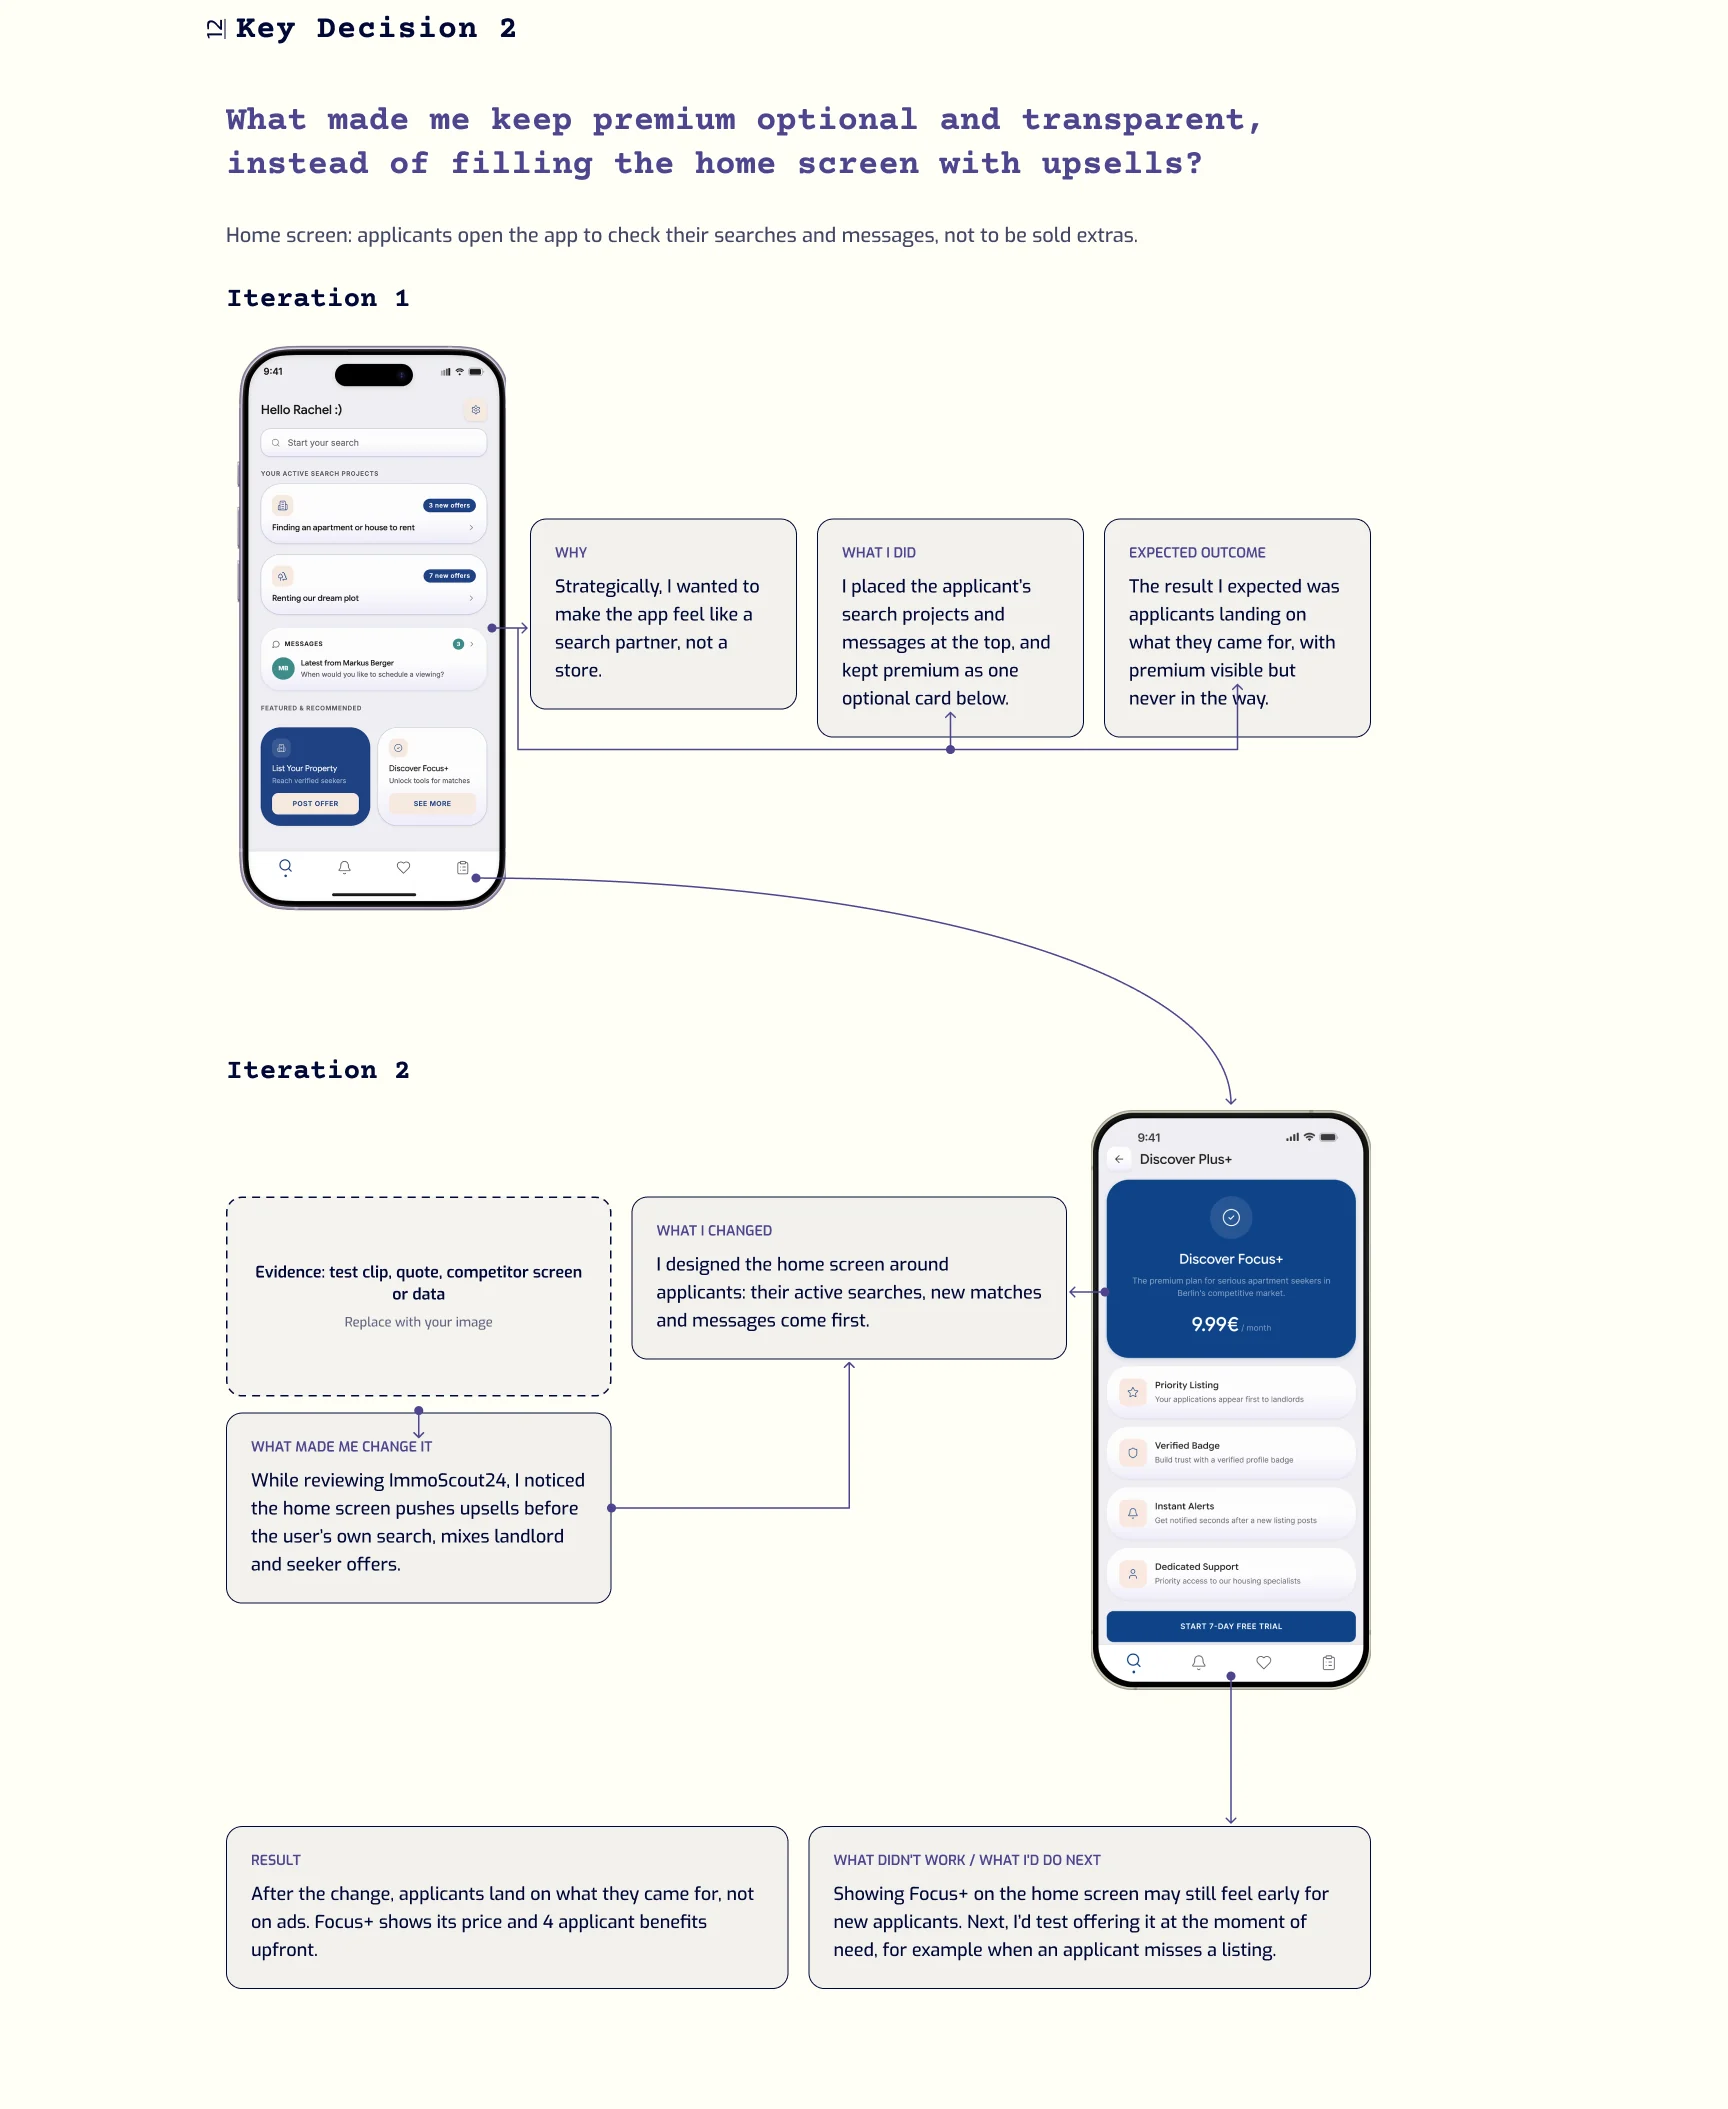 12
Key Decision 2
What made me keep premium optional and transparent,
instead of filling the home screen with upsells?
Home screen: applicants open the app to check their searches and messages, not to be sold extras.
Iteration 1
9:41
Hello Rachel :)
Start your search
YOUR ACTIVE SEARCH PROJECTS
3 new offers
Finding an apartment or house to rent
7 new offers
Renting our dream plot
MESSAGES
3
MB
Latest from Markus Berger
When would you like to schedule a viewing?
FEATURED & RECOMMENDED
List Your Property
Reach verified seekers
POST OFFER
Discover Focus+
Unlock tools for matches
SEE MORE
WHY
Strategically, I wanted to
make the app feel like a
search partner, not a
store.
WHAT I DID
I placed the applicant's
search projects and
messages at the top, and
kept premium as one
optional card below.
EXPECTED OUTCOME
The result I expected was
applicants landing on
what they came for, with
premium visible but
never in the way.
Iteration 2
Evidence: test clip, quote, competitor screen
or data
Replace with your image
WHAT MADE ME CHANGE IT
While reviewing ImmoScout24, I noticed
the home screen pushes upsells before
the user's own search, mixes landlord
and seeker offers.
WHAT I CHANGED
I designed the home screen around
applicants: their active searches, new matches
and messages come first.
9:41
Discover Plus+
Discover Focus+
The premium plan for serious apartment seekers in
Berlin's competitive market.
9.99€ / month
Priority Listing
Your applications appear first to landlords
Verified Badge
Build trust with a verified profile badge
Instant Alerts
Get notified seconds after a new listing posts
Dedicated Support
Priority access to our housing specialists
START 7-DAY FREE TRIAL
RESULT
After the change, applicants land on what they came for, not
on ads. Focus+ shows its price and 4 applicant benefits
upfront.
WHAT DIDN'T WORK / WHAT I'D DO NEXT
Showing Focus+ on the home screen may still feel early for
new applicants. Next, I'd test offering it at the moment of
need, for example when an applicant misses a listing.